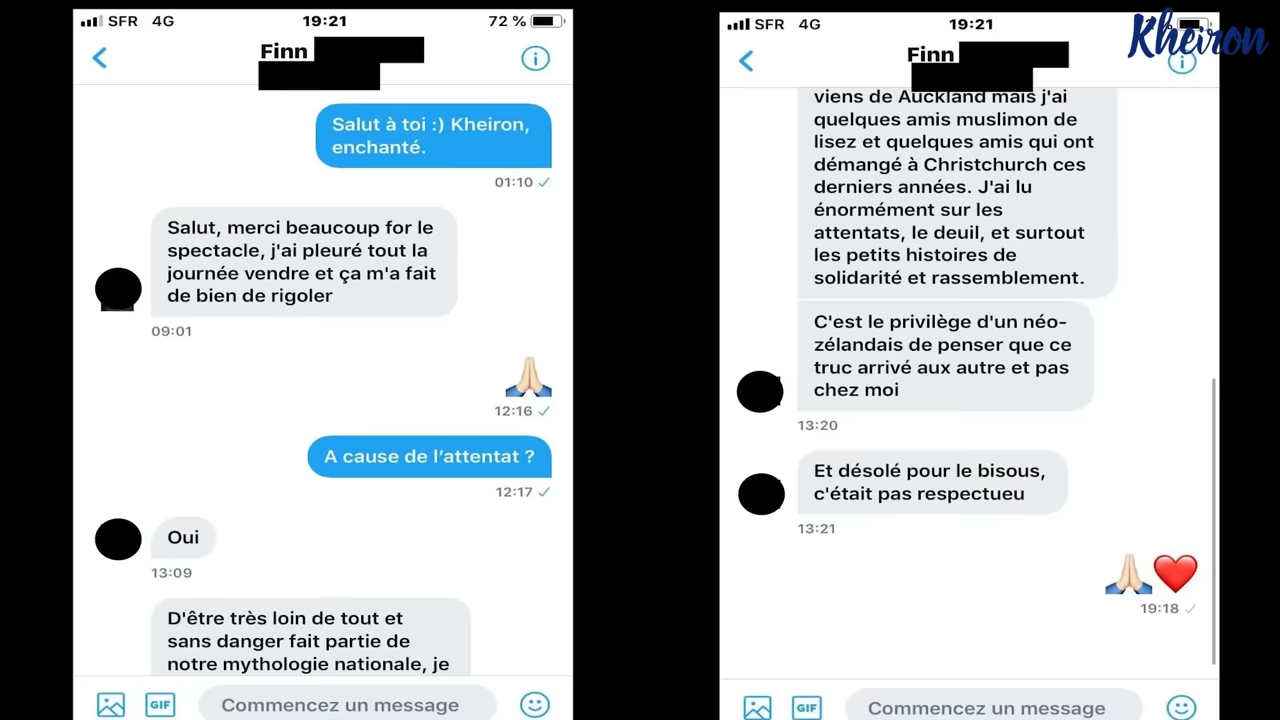 SFR 4G
19:21
72 %
Finn
Salut à toi :) Kheiron,
enchanté.
01:10
Salut, merci beaucoup for le
spectacle, j'ai pleuré tout la
journée vendre et ça m'a fait
de bien de rigoler
09:01
12:16
A cause de l'attentat ?
12:17
Oui
13:09
D'être très loin de tout et
sans danger fait partie de
notre mythologie nationale, je
GIF
Commencez un message
SFR 4G
19:21
Kheiron
Finn
viens de Auckland mais j'ai
quelques amis muslimon de
lisez et quelques amis qui ont
démangé à Christchurch ces
derniers années. J'ai lu
énormément sur les
attentats, le deuil, et surtout
les petits histoires de
solidarité et rassemblement.
C'est le privilège d'un néo-
zélandais de penser que ce
truc arrivé aux autre et pas
chez moi
13:20
Et désolé pour le bisous,
c'était pas respectueu
13:21
19:18
GIF
Commencez un message